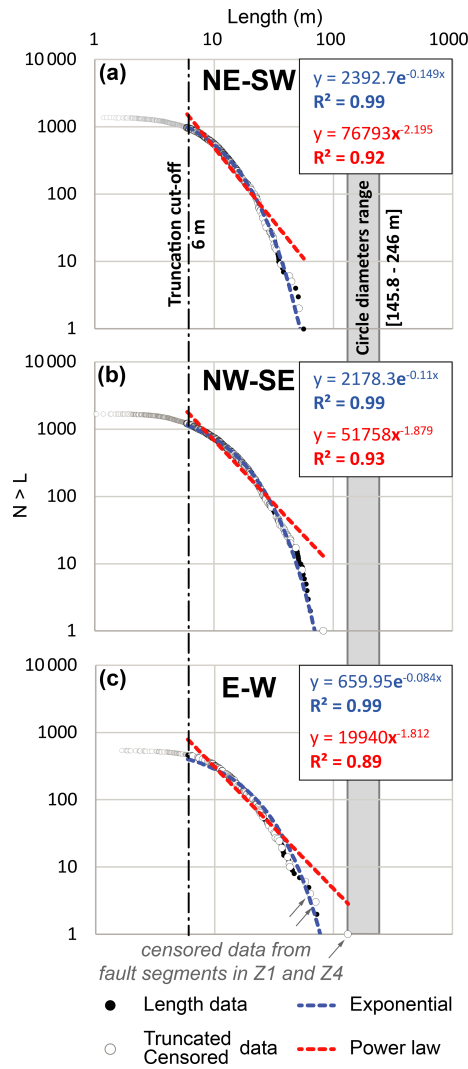 Length (m)
1 10 100 1000
10 000
1000
100
10
1
(a) NE-SW
y = 2392.7e-0.149x
R² = 0.99
y = 76793x-2.195
R² = 0.92
Truncation cut-off
6 m
Circle diameters range
[145.8 - 246 m]
10 000
1000
100
10
1
(b) NW-SE
y = 2178.3e-0.11x
R² = 0.99
y = 51758x-1.879
R² = 0.93
N > L
10 000
1000
100
10
1
(c) E-W
y = 659.95e-0.084x
R² = 0.99
y = 19940x-1.812
R² = 0.89
censored data from
fault segments in Z1 and Z4
Length data
Exponential
Truncated
Censored data
Power law